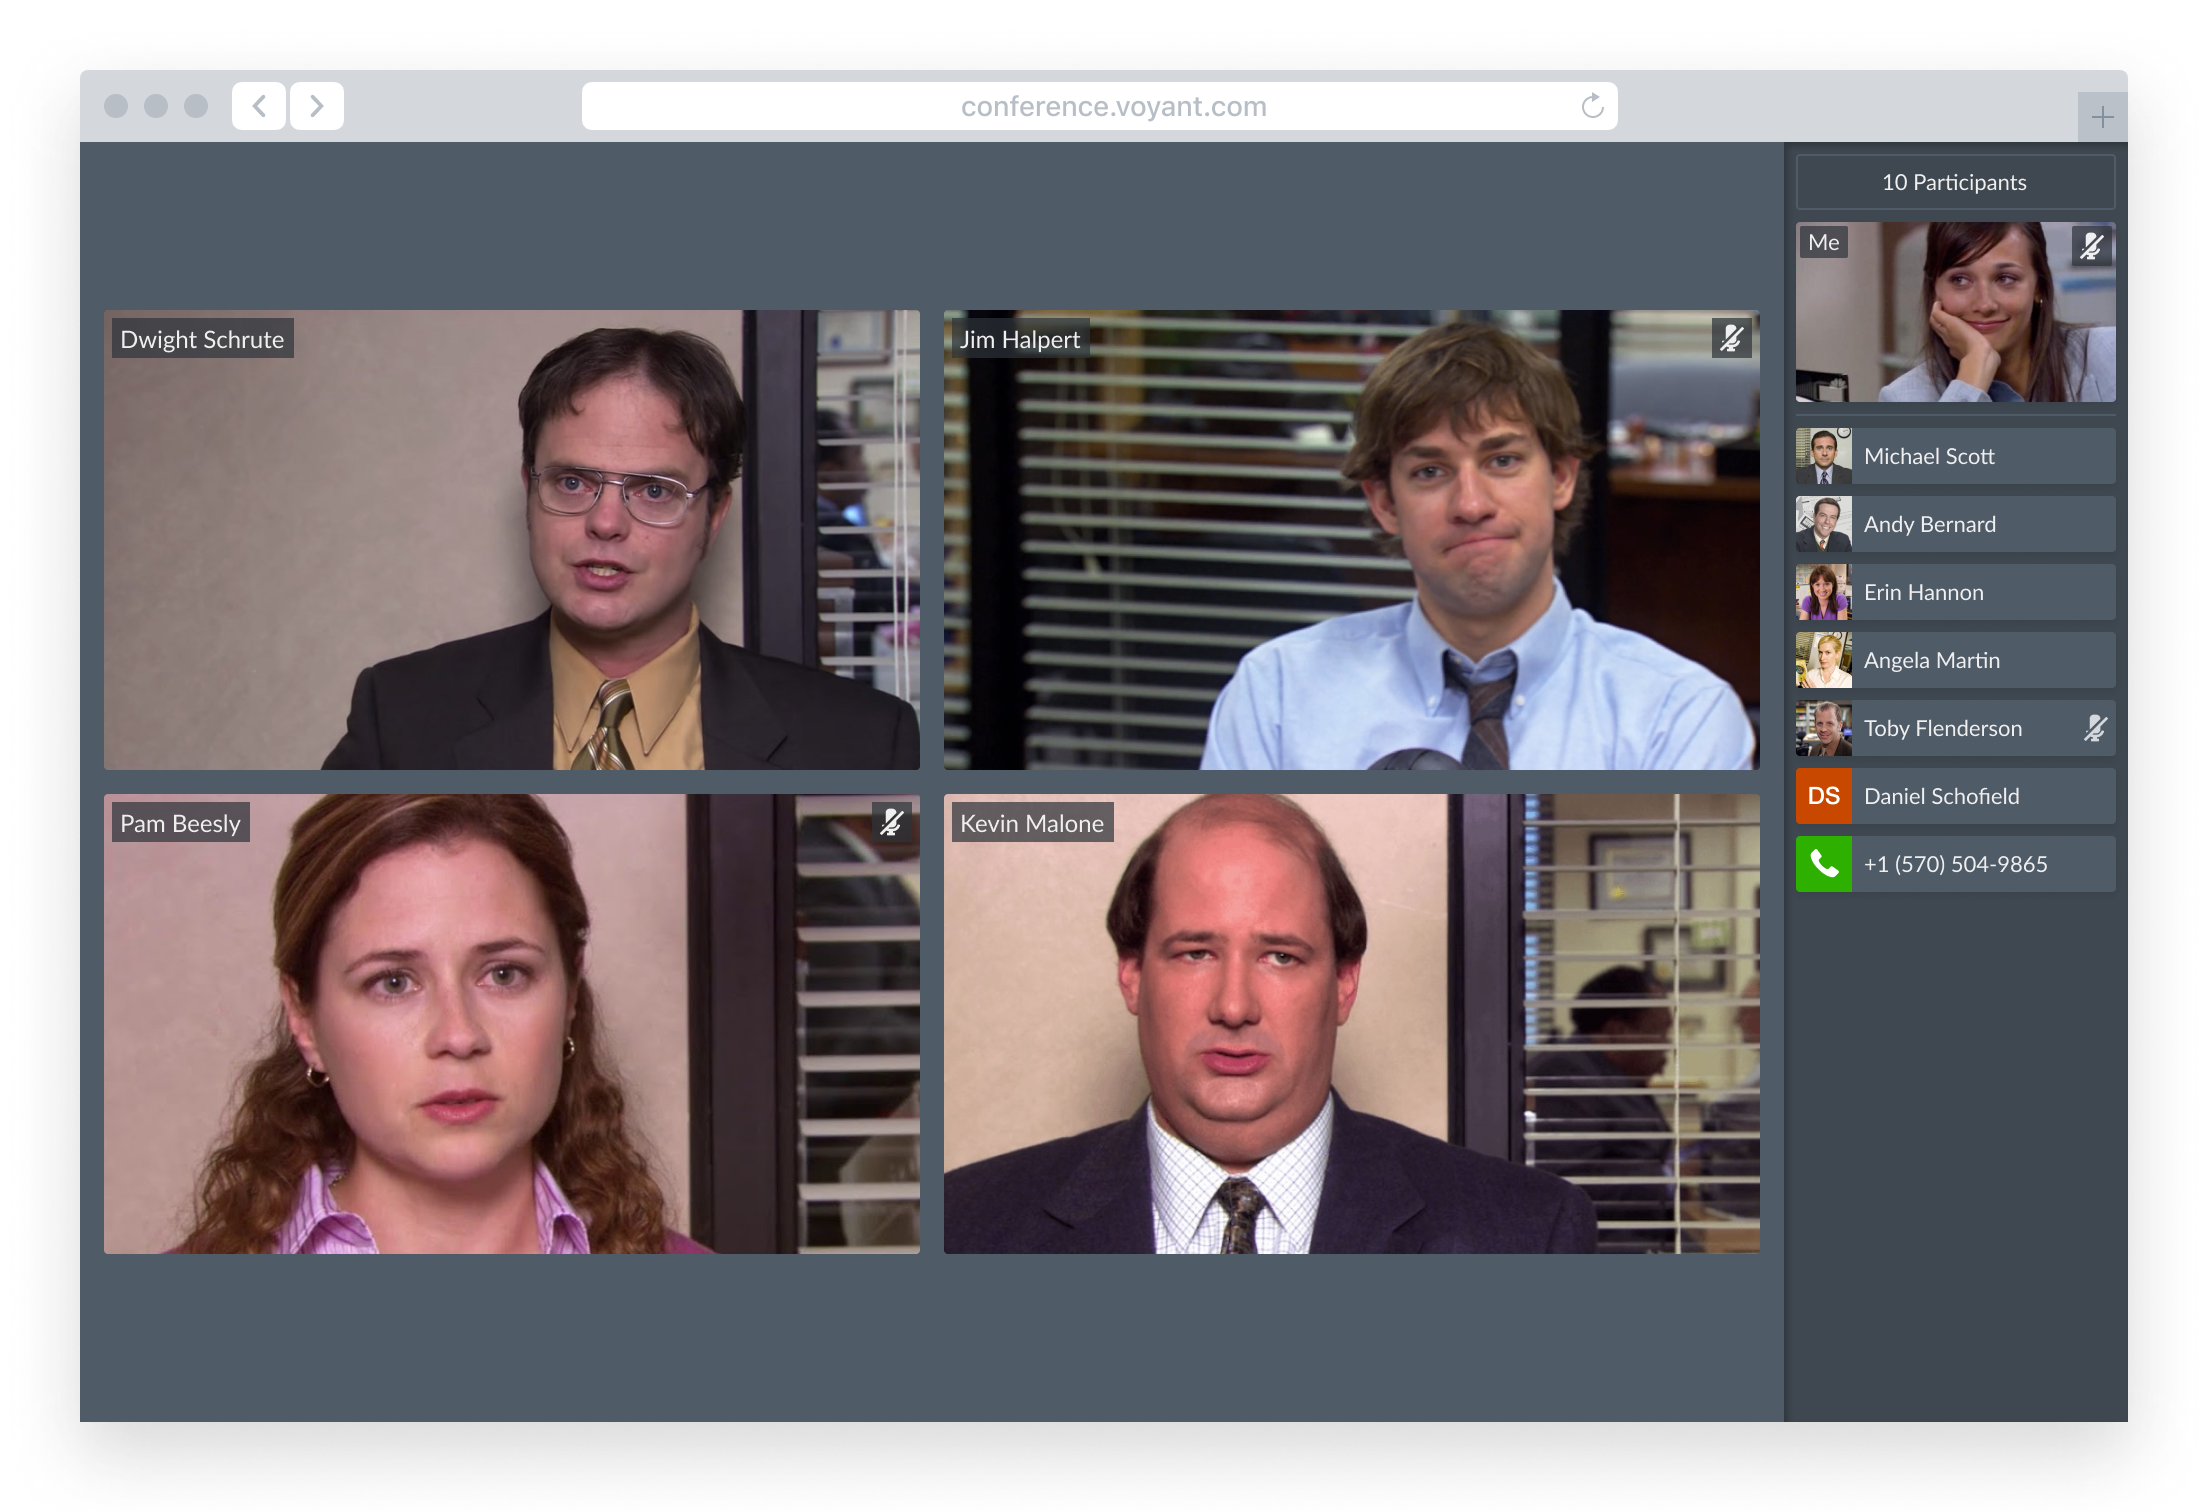 conference.voyant.com
10 Participants
Me
Dwight Schrute
Jim Halpert
Pam Beesly
Kevin Malone
Michael Scott
Andy Bernard
Erin Hannon
Angela Martin
Toby Flenderson
DS Daniel Schofield
+1 (570) 504-9865